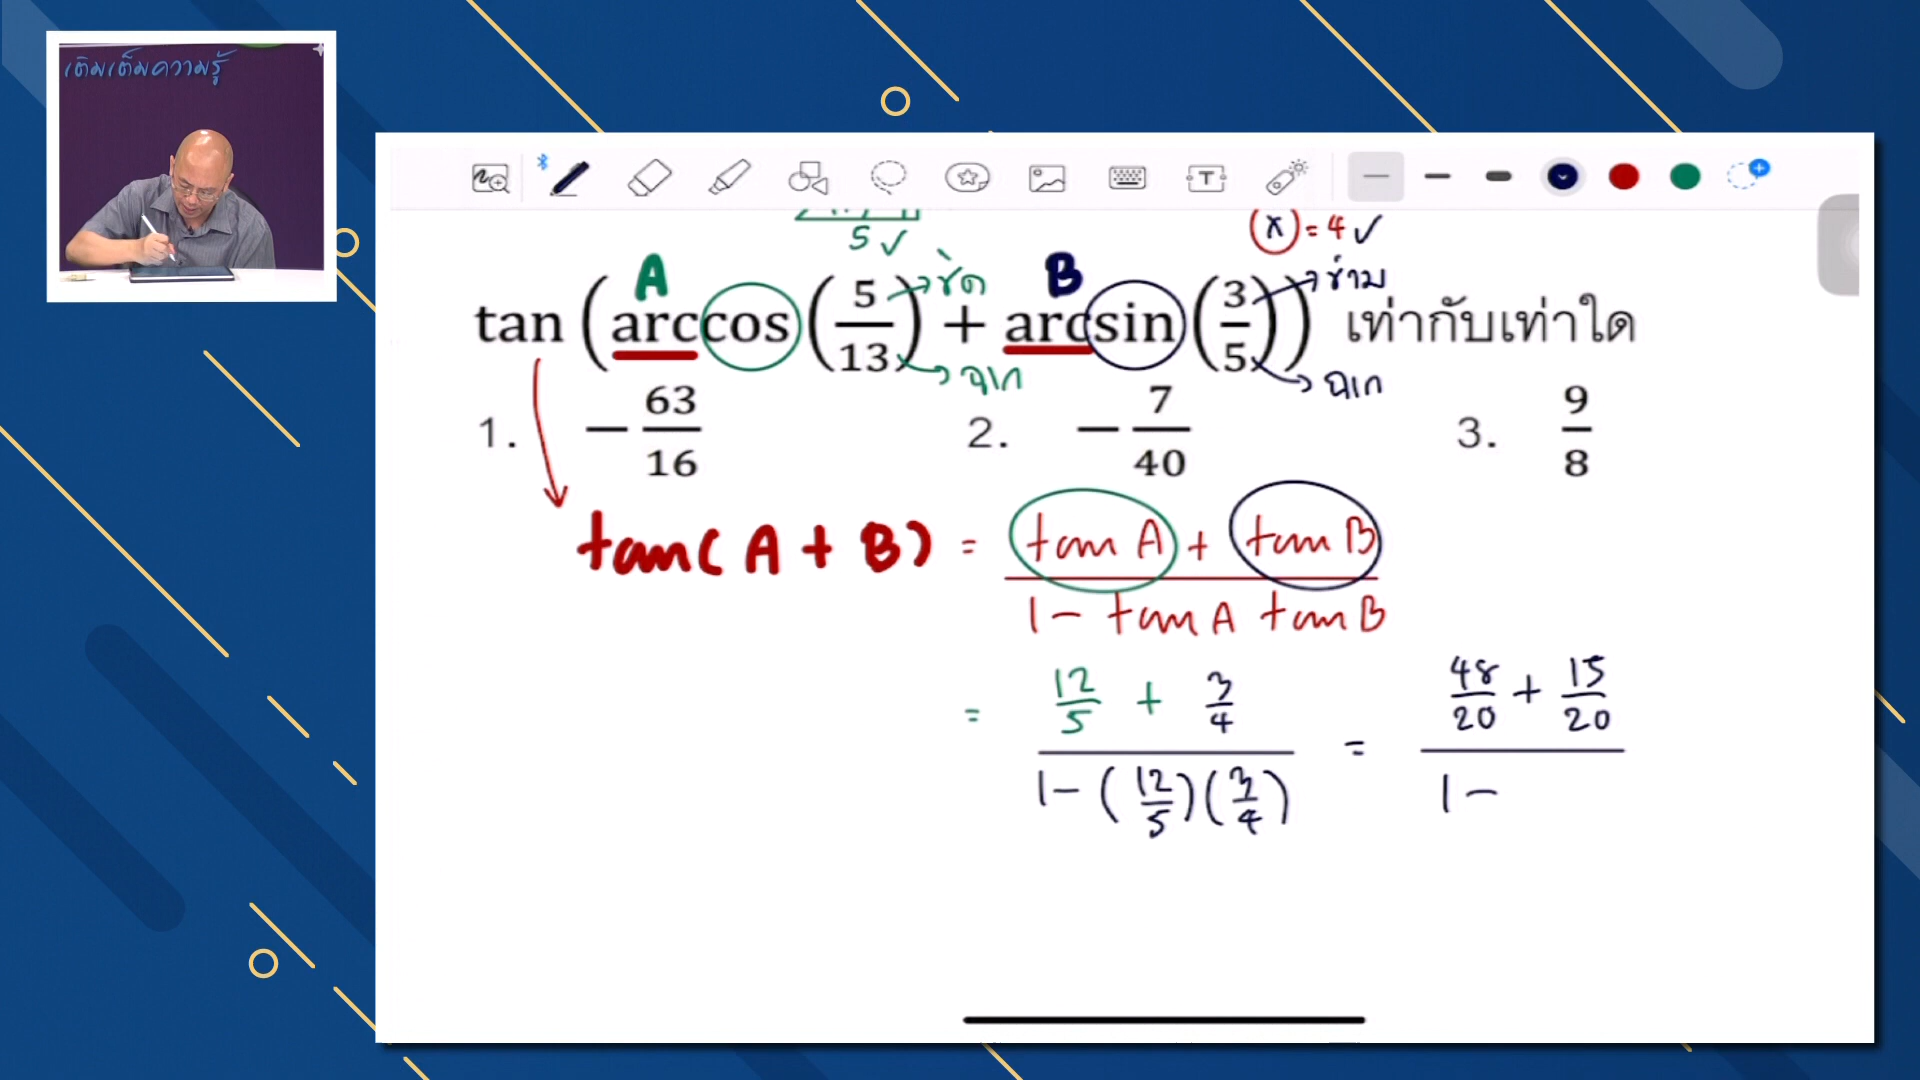 เติมเต็มความรู้
5 ✓
(x) = 4 ✓
A B
tan (arccos (5/13) + arcsin (3/5)) เท่ากับเท่าใด
ชิด ฉาก ข้าม ฉาก
1. − 63/16 2. − 7/40 3. 9/8
tan( A + B ) = (tan A + tan B)/(1 − tan A tan B)
= (12/5 + 3/4)/(1 − (12/5)(3/4)) = (48/20 + 15/20)/(1 −